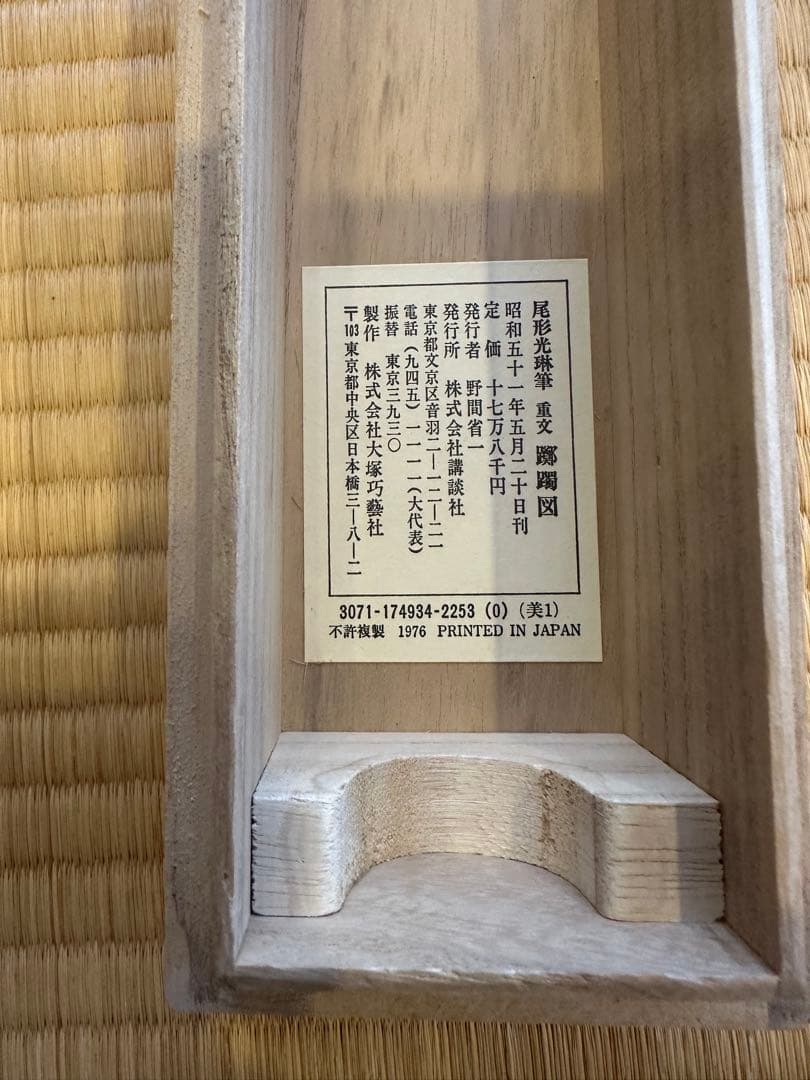 尾形光琳筆 重文 躑躅図
昭和五十一年五月二十日刊
定 価 十七万八千円
発行者 野間省一
発行所 株式会社講談社
東京都文京区音羽二―一二―二一
電話(九四五)一一一一(大代表)
振替 東京三九三〇
製作 株式会社大塚巧藝社
〒103 東京都中央区日本橋三―八―二
3071-174934-2253 (0) (美1)
不許複製 1976 PRINTED IN JAPAN